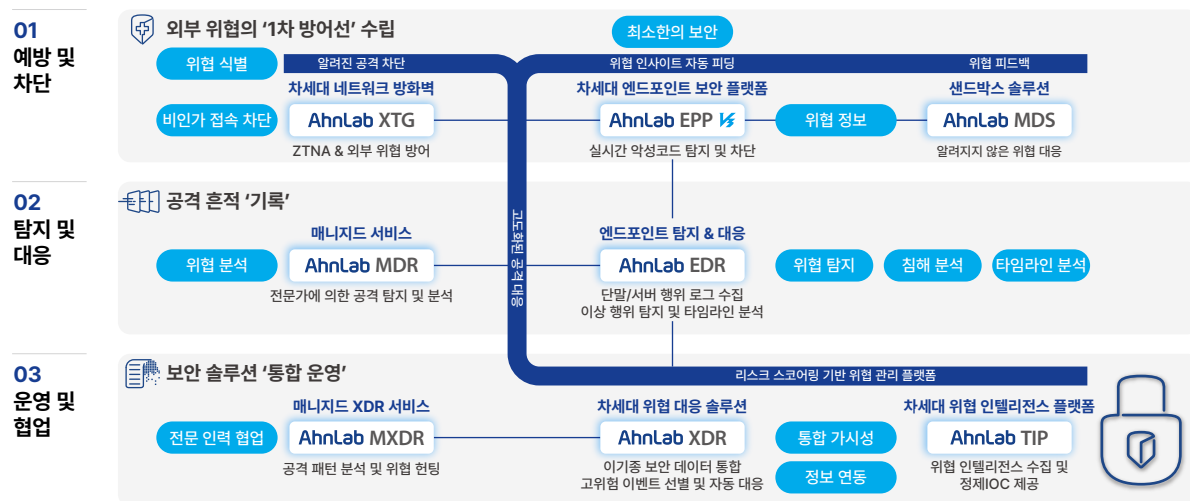 01
예방 및
차단
외부 위협의 ‘1차 방어선’ 수립
최소한의 보안
위협 식별
알려진 공격 차단
위협 인사이트 자동 피딩
위협 피드백
차세대 네트워크 방화벽
차세대 엔드포인트 보안 플랫폼
샌드박스 솔루션
비인가 접속 차단
AhnLab XTG
AhnLab EPP V3
위협 정보
AhnLab MDS
ZTNA & 외부 위협 방어
실시간 악성코드 탐지 및 차단
알려지지 않은 위협 대응
02
탐지 및
대응
공격 흔적 ‘기록’
고도화된 공격 대응
매니지드 서비스
엔드포인트 탐지 & 대응
위협 분석
AhnLab MDR
AhnLab EDR
위협 탐지
침해 분석
타임라인 분석
전문가에 의한 공격 탐지 및 분석
단말/서버 행위 로그 수집
이상 행위 탐지 및 타임라인 분석
03
운영 및
협업
보안 솔루션 ‘통합 운영’
리스크 스코어링 기반 위협 관리 플랫폼
매니지드 XDR 서비스
차세대 위협 대응 솔루션
차세대 위협 인텔리전스 플랫폼
전문 인력 협업
AhnLab MXDR
AhnLab XDR
통합 가시성
AhnLab TIP
공격 패턴 분석 및 위협 헌팅
이기종 보안 데이터 통합
고위험 이벤트 선별 및 자동 대응
정보 연동
위협 인텔리전스 수집 및
정제IOC 제공